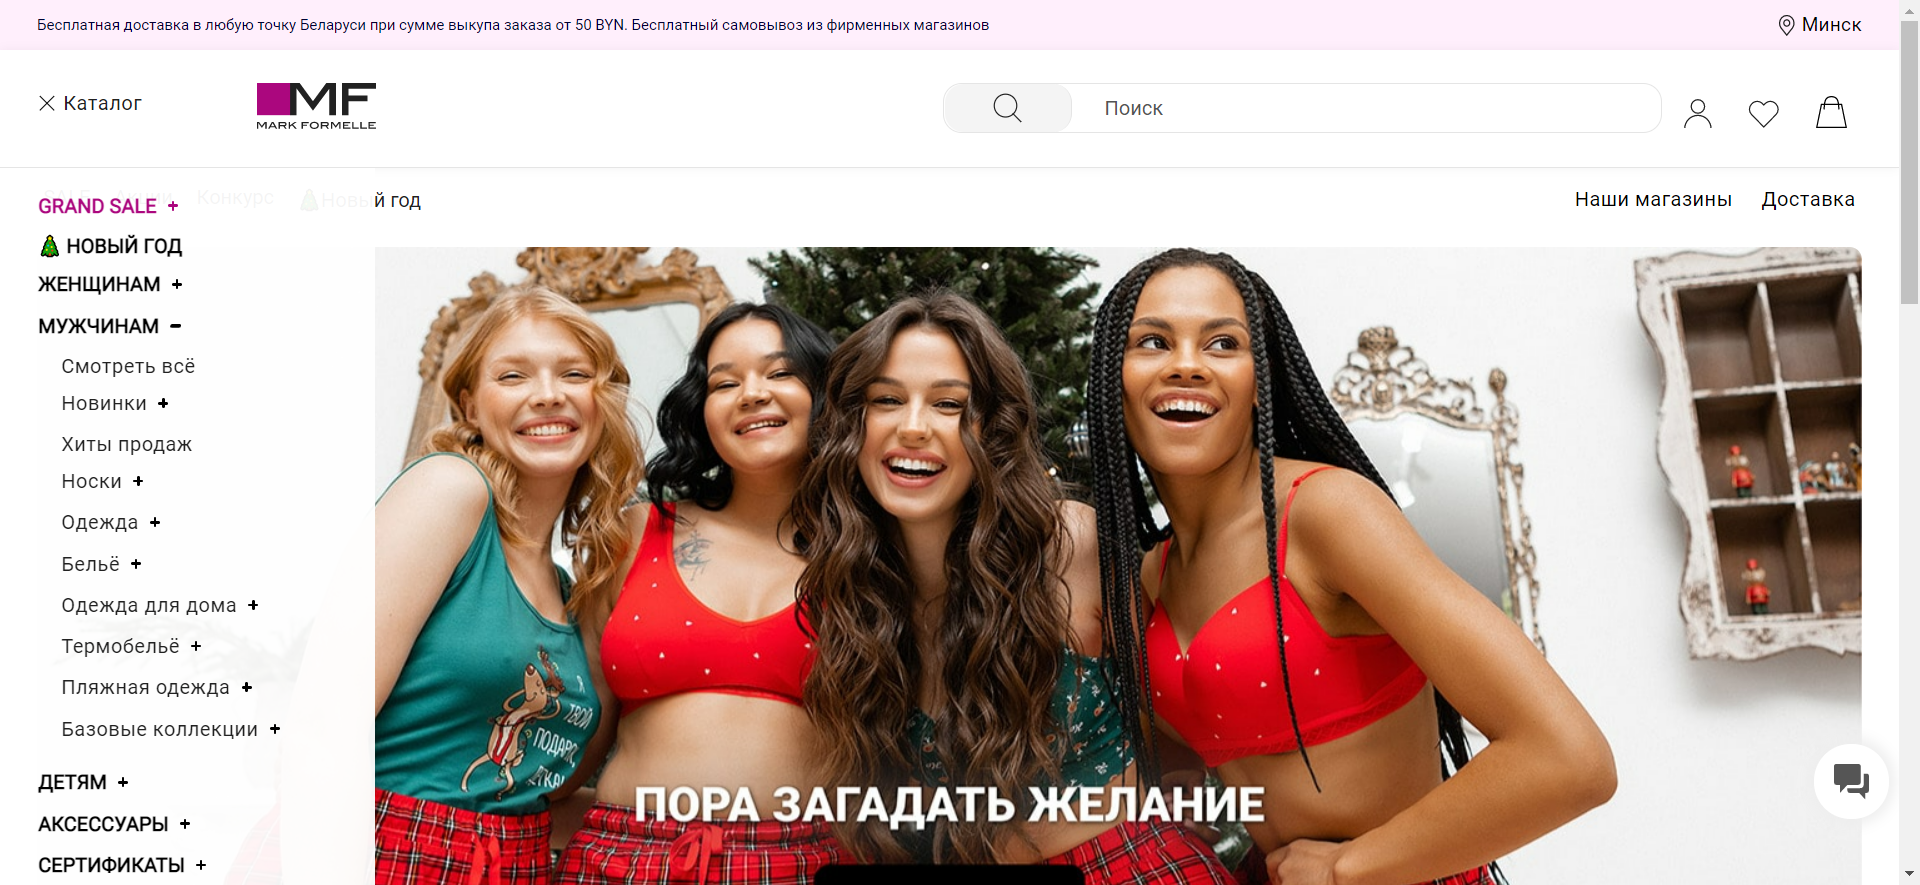 Бесплатная доставка в любую точку Беларуси при сумме выкупа заказа от 50 BYN. Бесплатный самовывоз из фирменных магазинов
Минск
Каталог
MF
MARK FORMELLE
Поиск
Конкурс
Новый год
Наши магазины
Доставка
GRAND SALE +
НОВЫЙ ГОД
ЖЕНЩИНАМ +
МУЖЧИНАМ -
Смотреть всё
Новинки +
Хиты продаж
Носки +
Одежда +
Бельё +
Одежда для дома +
Термобельё +
Пляжная одежда +
Базовые коллекции +
ДЕТЯМ +
АКСЕССУАРЫ +
СЕРТИФИКАТЫ +
Я
ТВОЙ
ПОДАРОК,
ПОРА ЗАГАДАТЬ ЖЕЛАНИЕ